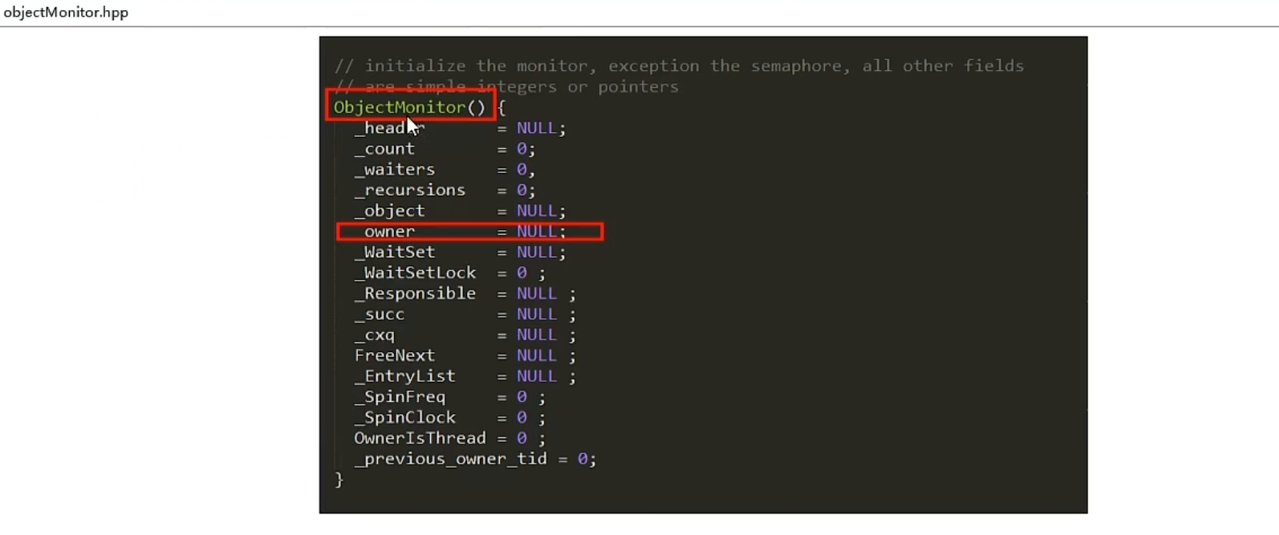 objectMonitor.hpp
// initialize the monitor, exception the semaphore, all other fields
// are simple integers or pointers
ObjectMonitor() {
_header = NULL;
_count = 0;
_waiters = 0,
_recursions = 0;
_object = NULL;
_owner = NULL;
_WaitSet = NULL;
_WaitSetLock = 0 ;
_Responsible = NULL ;
_succ = NULL ;
_cxq = NULL ;
FreeNext = NULL ;
_EntryList = NULL ;
_SpinFreq = 0 ;
_SpinClock = 0 ;
OwnerIsThread = 0 ;
_previous_owner_tid = 0;
}